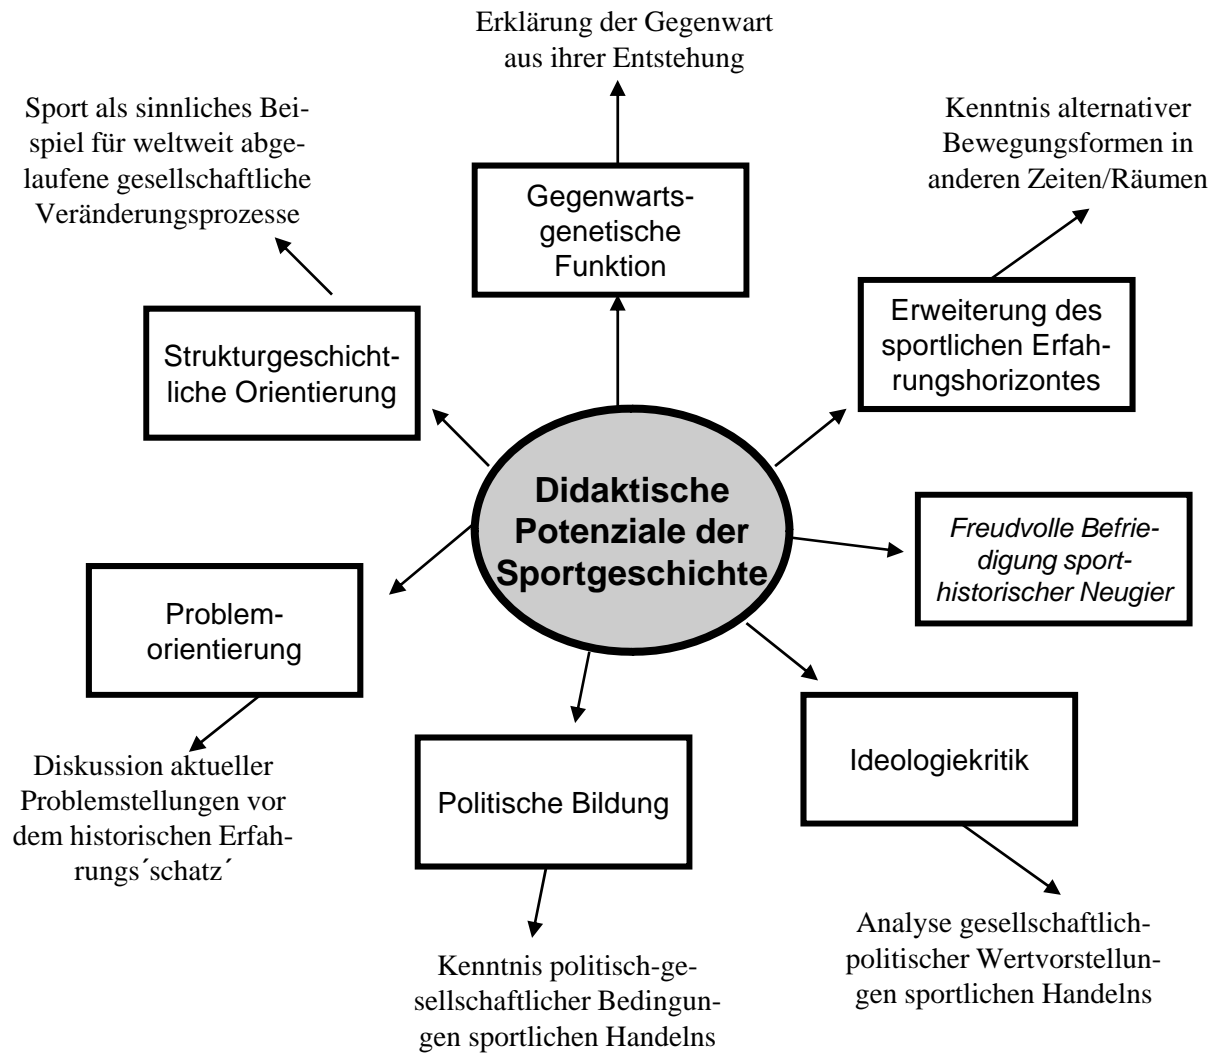 Erklärung der Gegenwart
aus ihrer Entstehung
Sport als sinnliches Bei-
spiel für weltweit abge-
laufene gesellschaftliche
Veränderungsprozesse
Kenntnis alternativer
Bewegungsformen in
anderen Zeiten/Räumen
Gegenwarts-
genetische
Funktion
Strukturgeschicht-
liche Orientierung
Erweiterung des
sportlichen Erfah-
rungshorizontes
Didaktische
Potenziale der
Sportgeschichte
Freudvolle Befrie-
digung sport-
historischer Neugier
Problem-
orientierung
Politische Bildung
Ideologiekritik
Diskussion aktueller
Problemstellungen vor
dem historischen Erfah-
rungs´schatz´
Kenntnis politisch-ge-
sellschaftlicher Bedingun-
gen sportlichen Handelns
Analyse gesellschaftlich-
politischer Wertvorstellun-
gen sportlichen Handelns